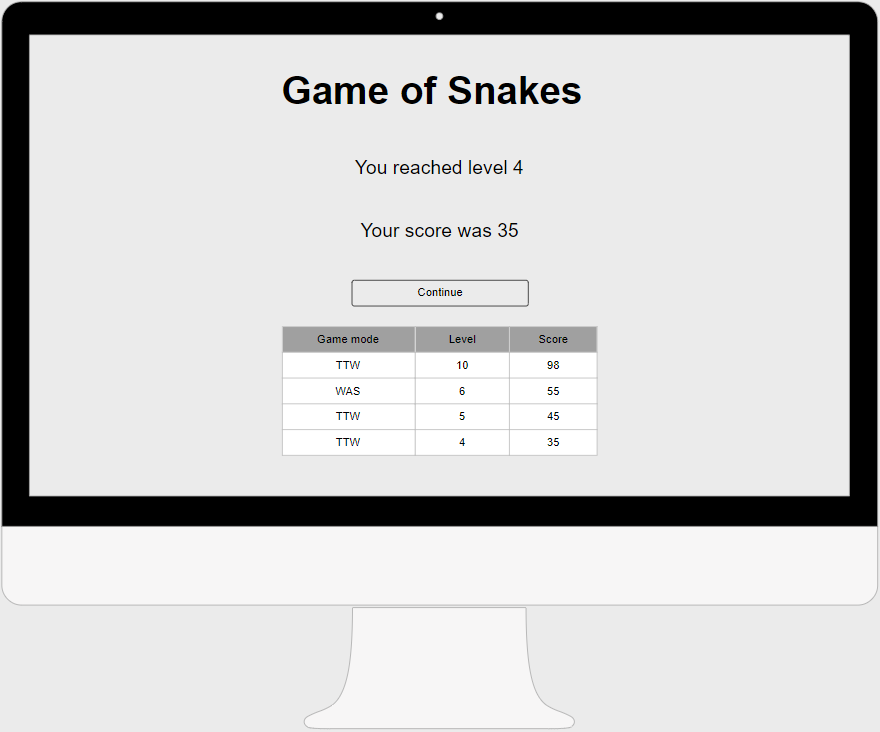 Game of Snakes
You reached level 4
Your score was 35
Continue
Game mode Level Score
TTW 10 98
WAS 6 55
TTW 5 45
TTW 4 35